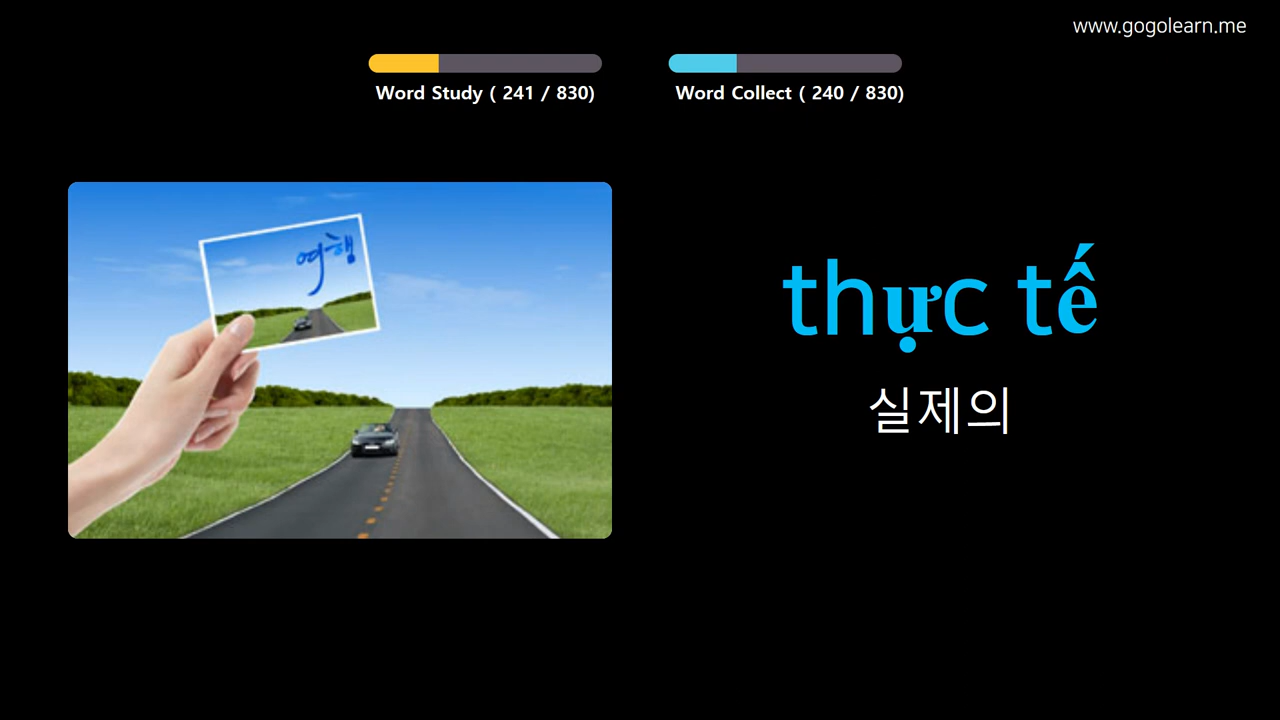 www.gogolearn.me
Word Study ( 241 / 830)
Word Collect ( 240 / 830)
여행
thực tế
실제의